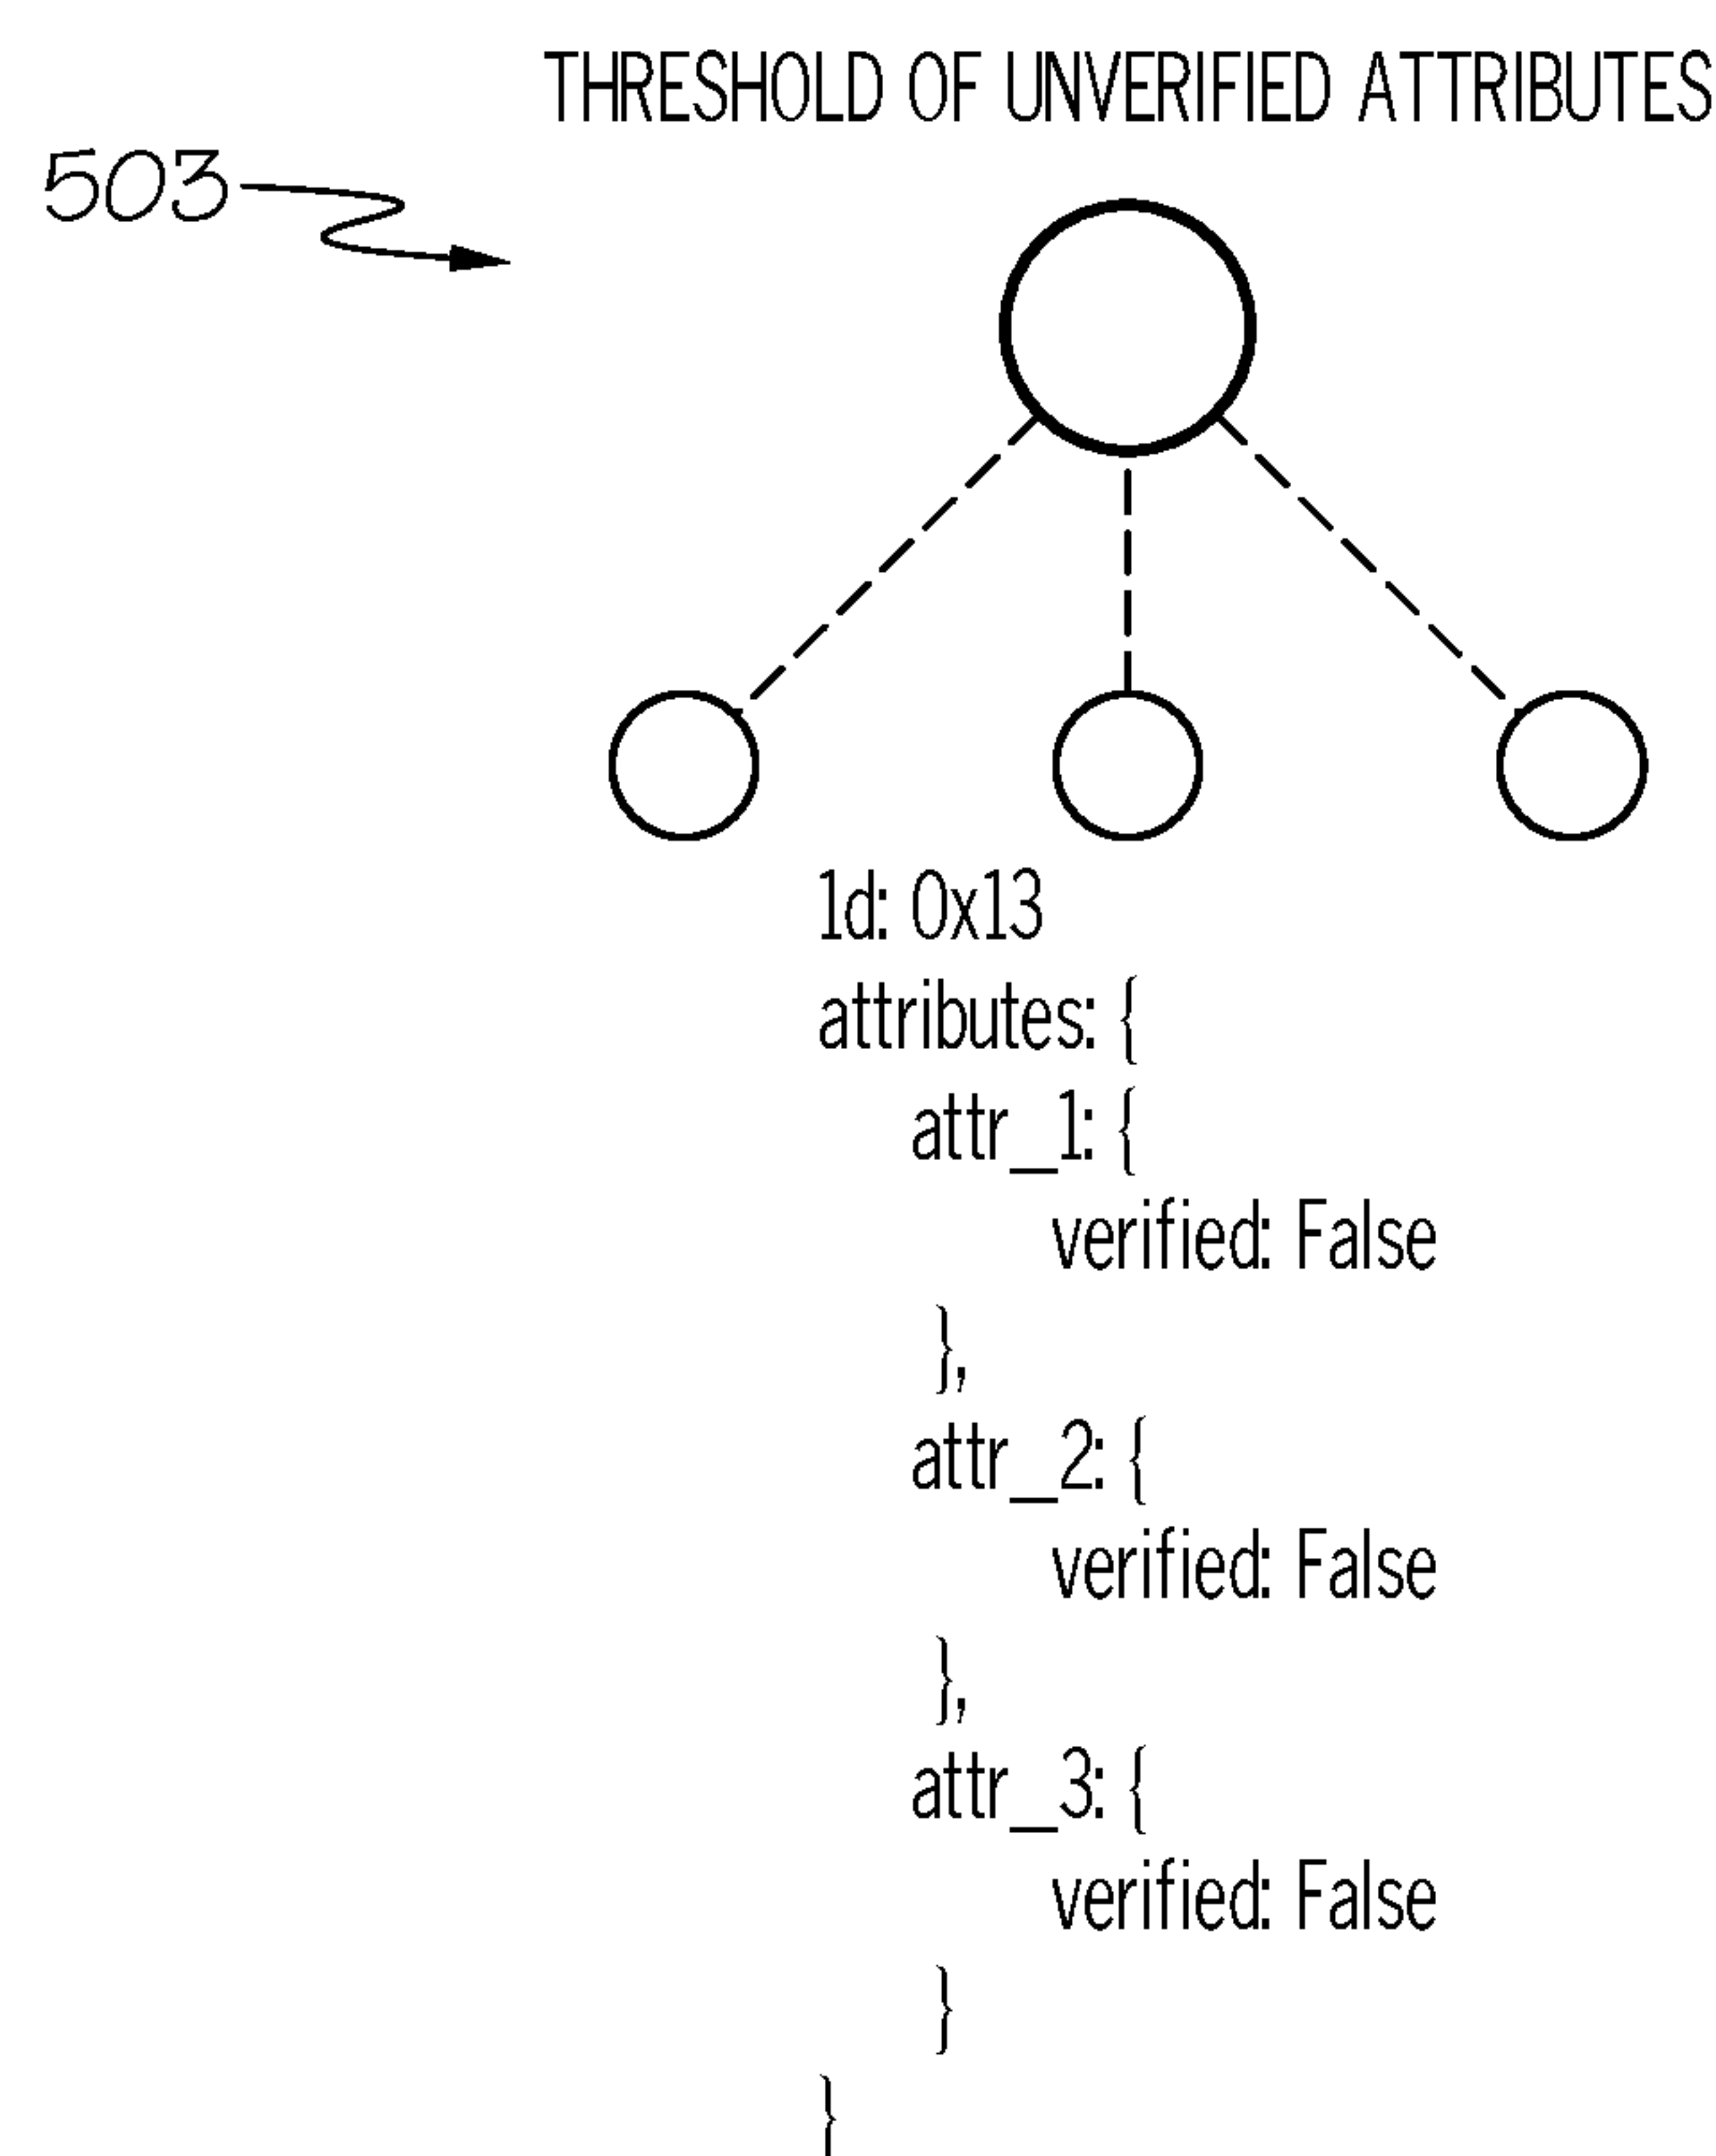 THRESHOLD OF UNVERIFIED ATTRIBUTES
503
1d: 0x13
attributes: {
attr_1: {
verified: False
},
attr_2: {
verified: False
},
attr_3: {
verified: False
}
}